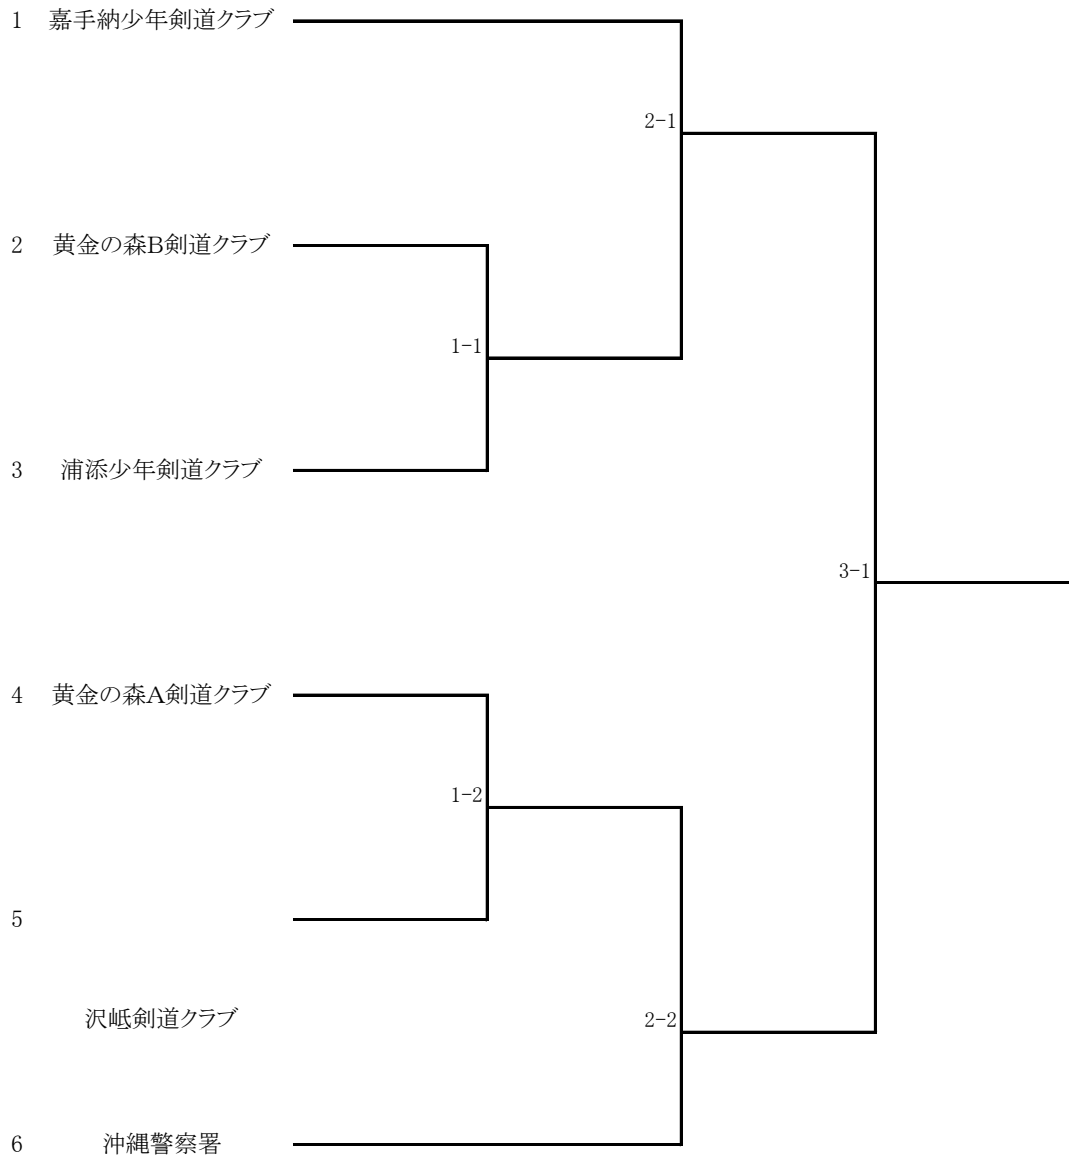 1 嘉手納少年剣道クラブ
2-1
2 黄金の森B剣道クラブ
1-1
3 浦添少年剣道クラブ
3-1
4 黄金の森A剣道クラブ
1-2
5
沢岻剣道クラブ
2-2
6 沖縄警察署